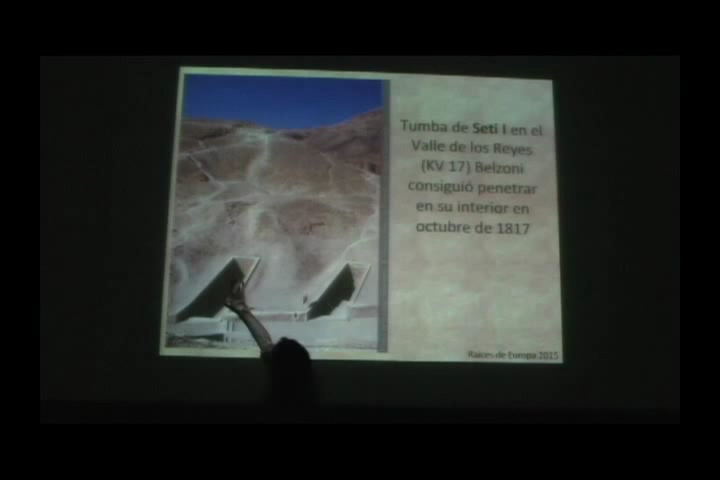 Tumba de Seti I en el
Valle de los Reyes
(KV 17) Belzoni
consiguió penetrar
en su interior en
octubre de 1817
Raíces de Europa 2015